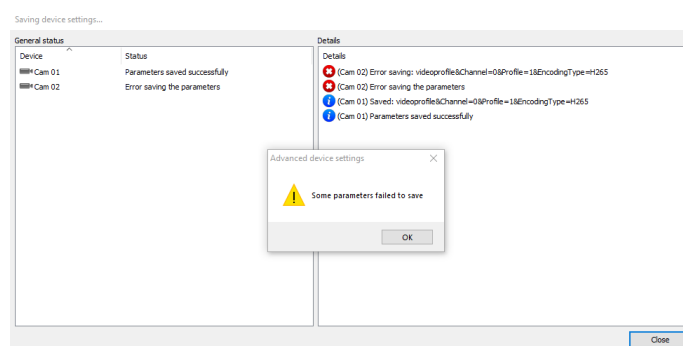 Saving device settings...
General status
Device Status
Cam 01 Parameters saved successfully
Cam 02 Error saving the parameters
Details
Details
(Cam 02) Error saving: videoprofile&Channel=0&Profile=1&EncodingType=H265
(Cam 02) Error saving the parameters
(Cam 01) Saved: videoprofile&Channel=0&Profile=1&EncodingType=H265
(Cam 01) Parameters saved successfully
Advanced device settings
Some parameters failed to save
OK
Close